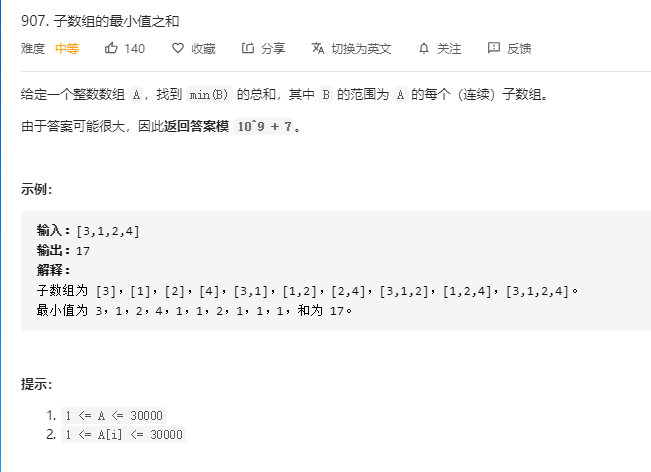 907. 子数组的最小值之和
难度 中等 140 收藏 分享 切换为英文 关注 反馈
给定一个整数数组 A，找到 min(B) 的总和，其中 B 的范围为 A 的每个（连续）子数组。
由于答案可能很大，因此返回答案模 10^9 + 7。
示例：
输入：[3,1,2,4]
输出：17
解释：
子数组为 [3]，[1]，[2]，[4]，[3,1]，[1,2]，[2,4]，[3,1,2]，[1,2,4]，[3,1,2,4]。
最小值为 3，1，2，4，1，1，2，1，1，1，和为 17。
提示：
1. 1 <= A <= 30000
2. 1 <= A[i] <= 30000